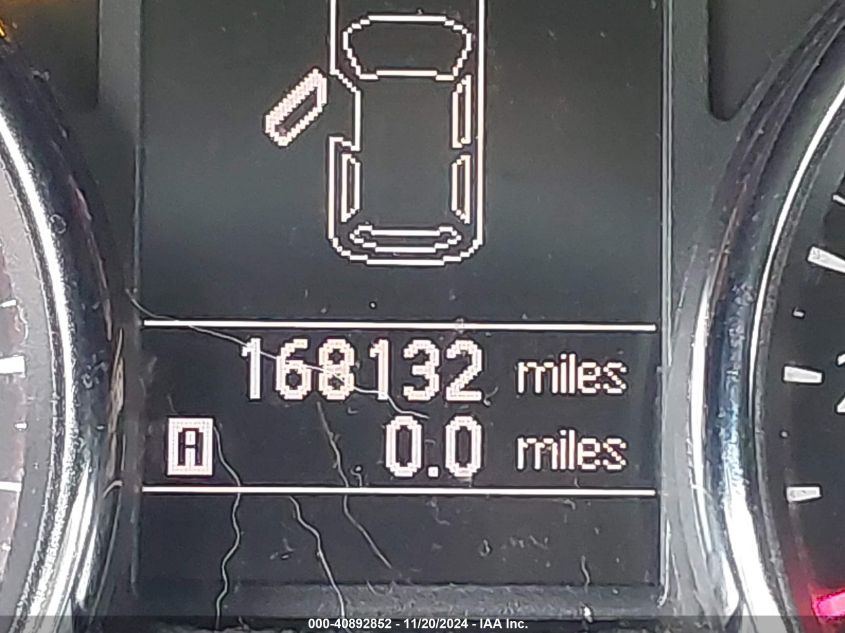 168132 miles
A 0.0 miles
000-40892852 - 11/20/2024 - IAA Inc.